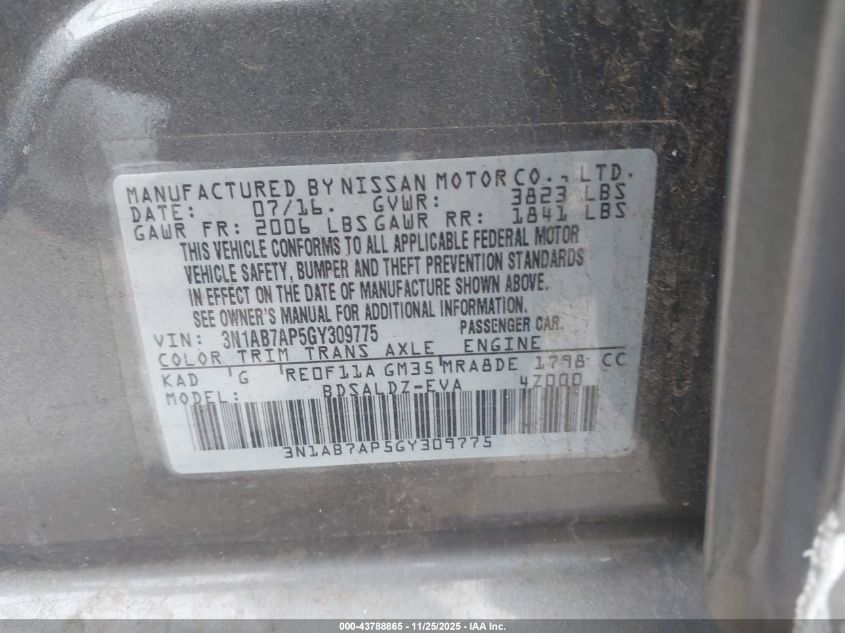 MANUFACTURED BY NISSAN MOTOR CO., LTD.
DATE: 07/16. GVWR: 3823 LBS
GAWR FR: 2006 LBS GAWR RR: 1841 LBS
THIS VEHICLE CONFORMS TO ALL APPLICABLE FEDERAL MOTOR
VEHICLE SAFETY, BUMPER AND THEFT PREVENTION STANDARDS
IN EFFECT ON THE DATE OF MANUFACTURE SHOWN ABOVE.
SEE OWNER'S MANUAL FOR ADDITIONAL INFORMATION.
VIN: 3N1AB7AP5GY309775 PASSENGER CAR.
COLOR TRIM TRANS AXLE ENGINE
KAD G RE0F11A GM35 MRA8DE 1798 CC
MODEL: BDSALDZ-EVA 4Z000
3N1AB7AP5GY309775
000-43788865 / 11/25/2025 / IAA Inc.